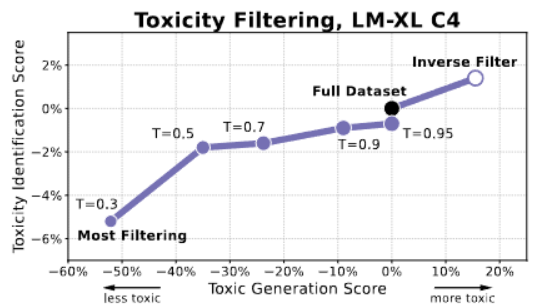 Toxicity Filtering, LM-XL C4
Toxicity Identification Score
2%
0%
−2%
−4%
−6%
Inverse Filter
Full Dataset
T=0.5
T=0.7
T=0.9
T=0.95
T=0.3
Most Filtering
−60%
−50%
−40%
−30%
−20%
−10%
0%
10%
20%
less toxic
Toxic Generation Score
more toxic